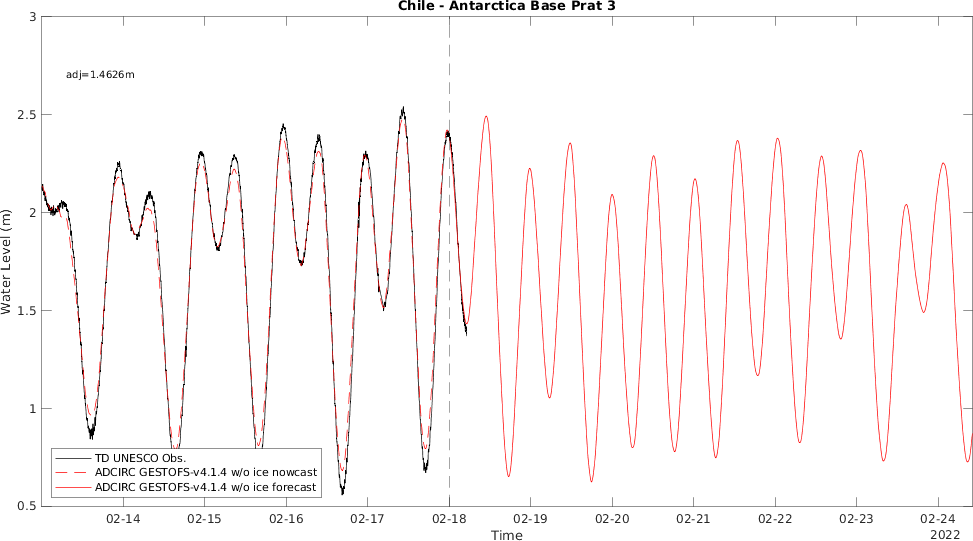 Chile - Antarctica Base Prat 3
3
adj=1.4626m
2.5
2
Water Level (m)
1.5
1
TD UNESCO Obs.
ADCIRC GESTOFS-v4.1.4 w/o ice nowcast
ADCIRC GESTOFS-v4.1.4 w/o ice forecast
0.5
02-14 02-15 02-16 02-17 02-18 02-19 02-20 02-21 02-22 02-23 02-24
Time 2022